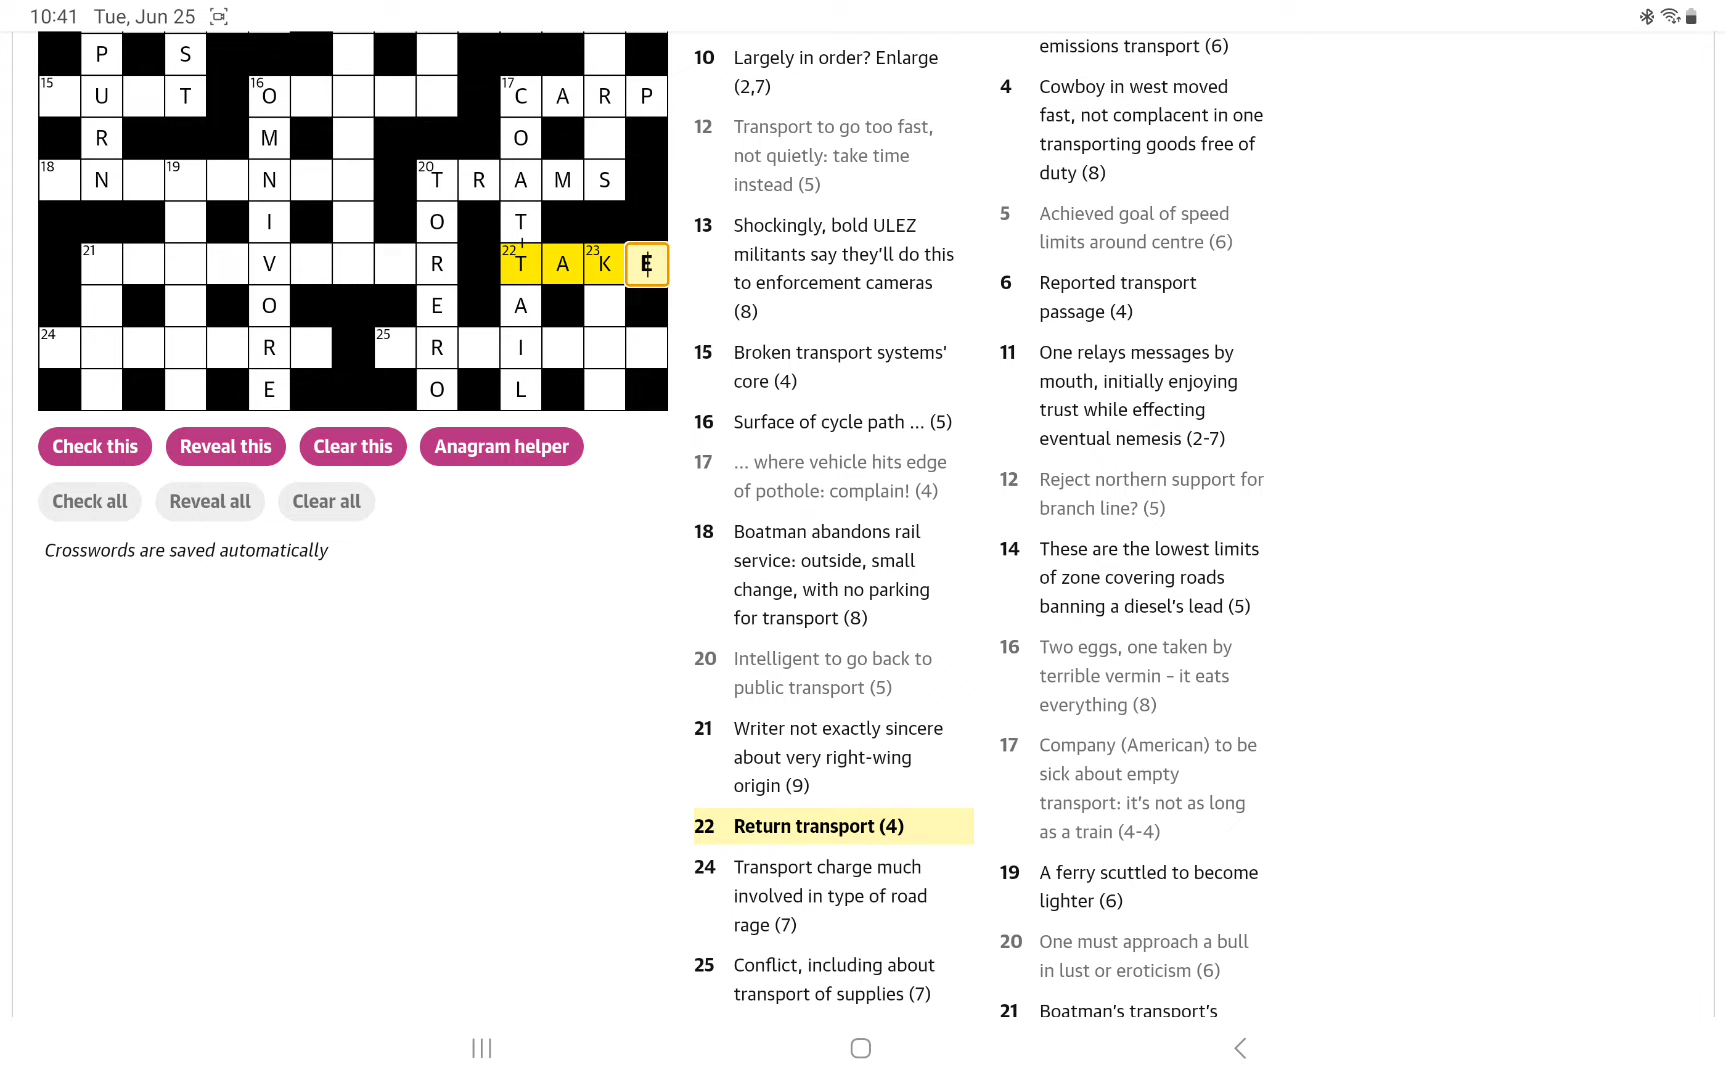 10:41 Tue, Jun 25
P S
15 U T 16 O 17 C A R P
R M O
18 N 19 N 20 T R A M S
I O T
21 V R 22 T A 23 K E
O E A
24 R 25 R I
E O L
Check this Reveal this Clear this Anagram helper
Check all Reveal all Clear all
Crosswords are saved automatically
10 Largely in order? Enlarge
(2,7)
12 Transport to go too fast,
not quietly: take time
instead (5)
13 Shockingly, bold ULEZ
militants say they'll do this
to enforcement cameras
(8)
15 Broken transport systems'
core (4)
16 Surface of cycle path ... (5)
17 ... where vehicle hits edge
of pothole: complain! (4)
18 Boatman abandons rail
service: outside, small
change, with no parking
for transport (8)
20 Intelligent to go back to
public transport (5)
21 Writer not exactly sincere
about very right-wing
origin (9)
22 Return transport (4)
24 Transport charge much
involved in type of road
rage (7)
25 Conflict, including about
transport of supplies (7)
emissions transport (6)
4 Cowboy in west moved
fast, not complacent in one
transporting goods free of
duty (8)
5 Achieved goal of speed
limits around centre (6)
6 Reported transport
passage (4)
11 One relays messages by
mouth, initially enjoying
trust while effecting
eventual nemesis (2-7)
12 Reject northern support for
branch line? (5)
14 These are the lowest limits
of zone covering roads
banning a diesel's lead (5)
16 Two eggs, one taken by
terrible vermin – it eats
everything (8)
17 Company (American) to be
sick about empty
transport: it's not as long
as a train (4-4)
19 A ferry scuttled to become
lighter (6)
20 One must approach a bull
in lust or eroticism (6)
21 Boatman's transport's